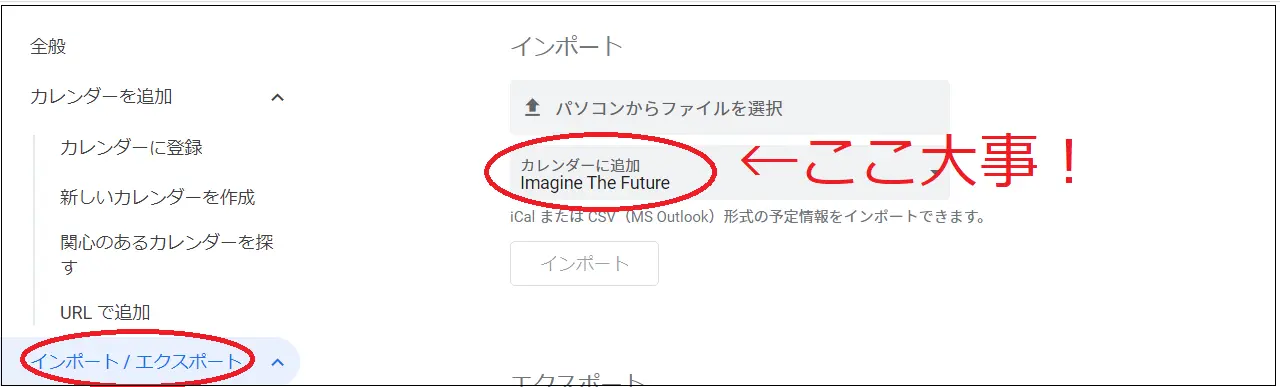 全般
カレンダーを追加
カレンダーに登録
新しいカレンダーを作成
関心のあるカレンダーを探
す
URL で追加
インポート / エクスポート
インポート
パソコンからファイルを選択
カレンダーに追加
Imagine The Future
←ここ大事！
iCal または CSV（MS Outlook）形式の予定情報をインポートできます。
インポート
エクスポート